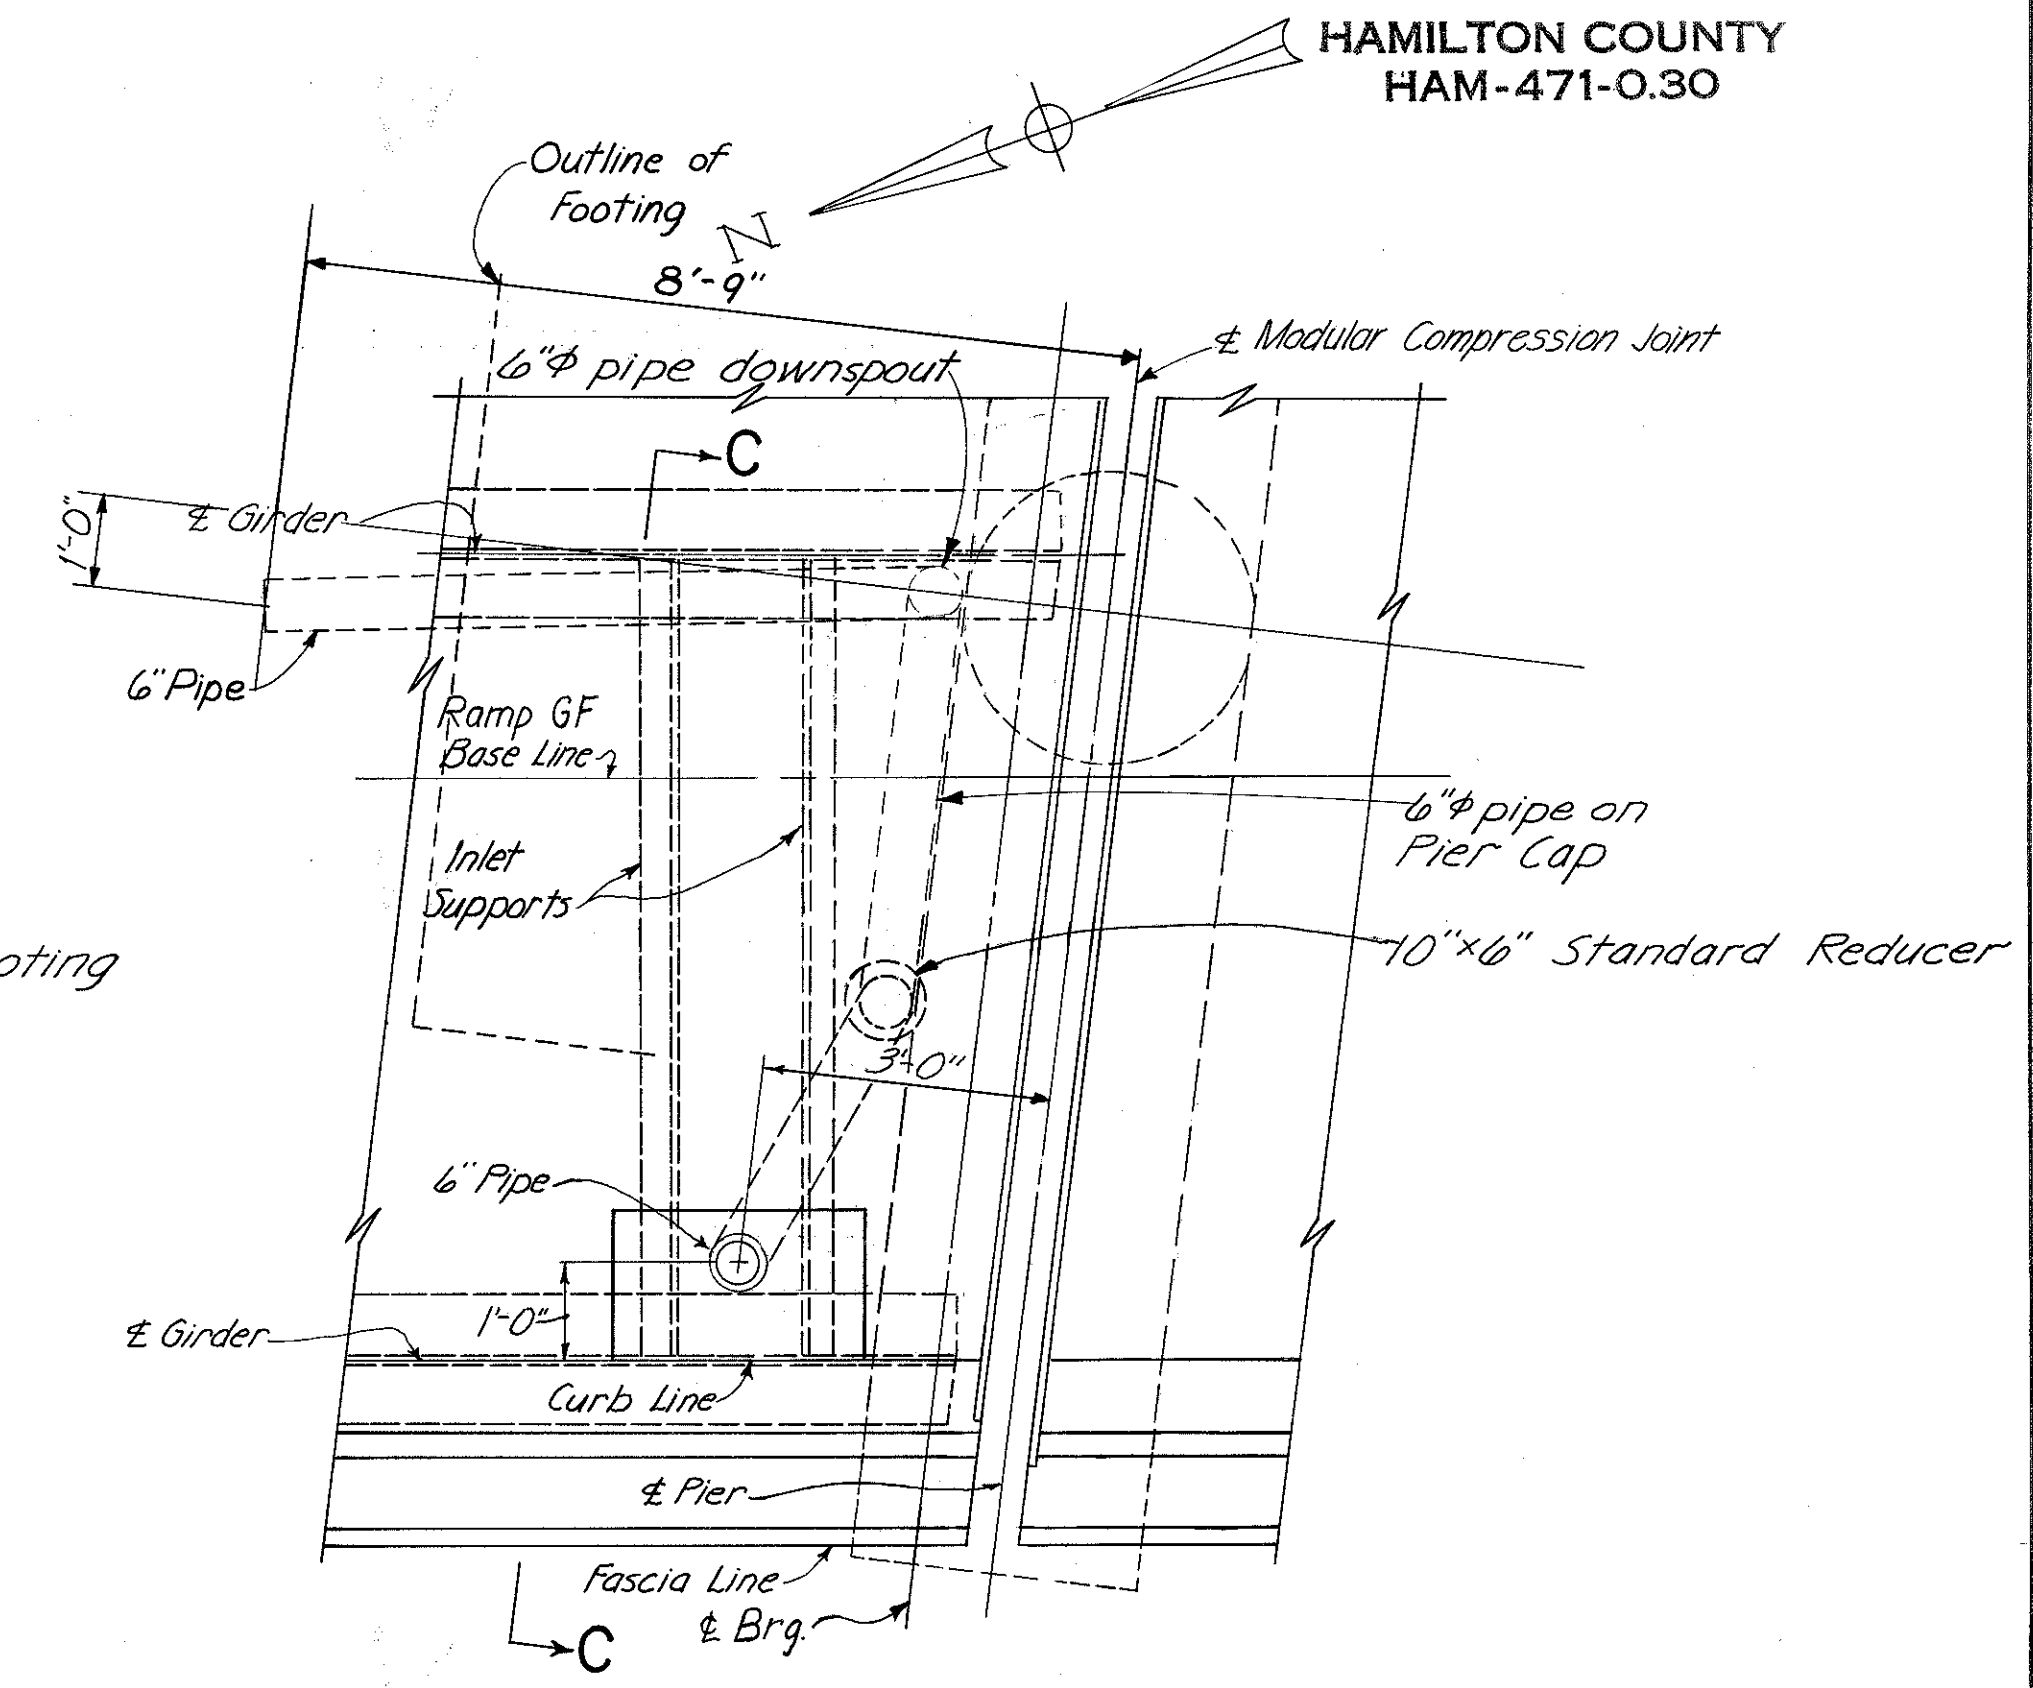 HAMILTON COUNTY
HAM-471-0.30
Outline of
Footing
N
8'-9"
℄ Modular Compression Joint
6"Φ pipe downspout
C
1'-0"
℄ Girder
6" Pipe
Ramp GF
Base Line
6"Φ pipe on
Pier Cap
Inlet
Supports
10"x6" Standard Reducer
oting
3'-0"
6" Pipe
1'-0"
℄ Girder
Curb Line
℄ Pier
Fascia Line
℄ Brg.
C